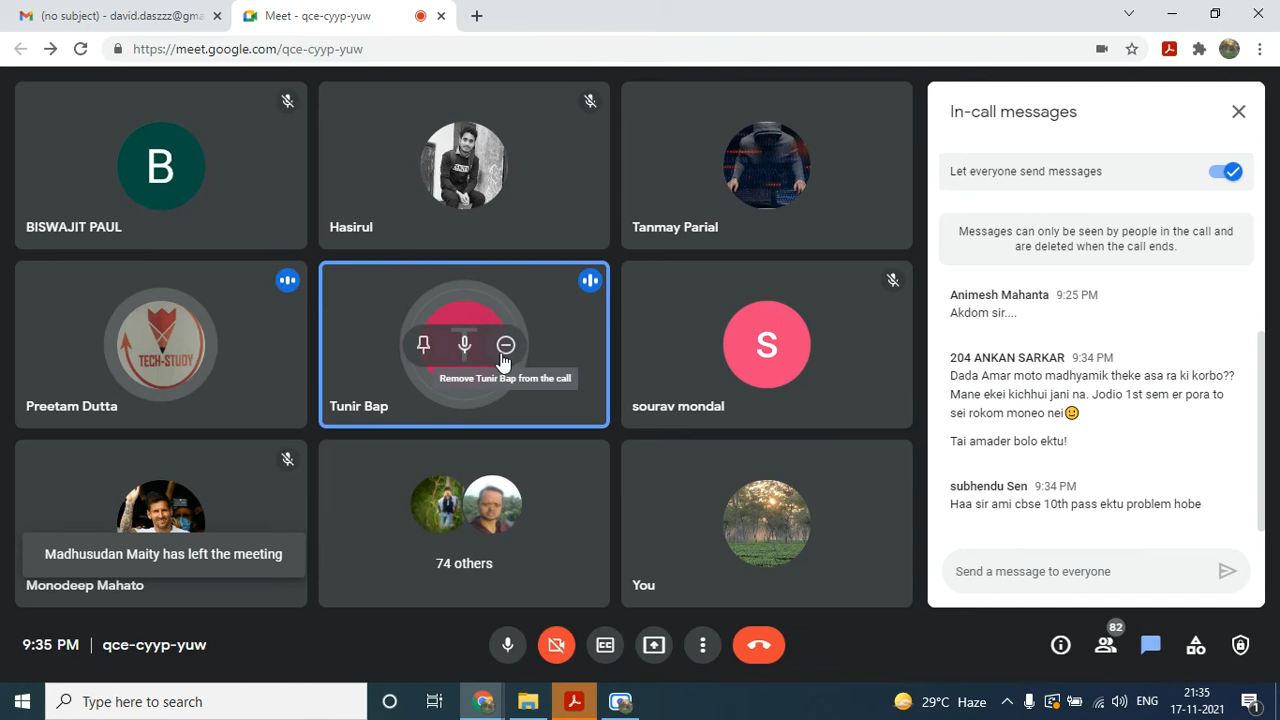 (no subject) - david.daszzz@gma
Meet - qce-cyyp-yuw
https://meet.google.com/qce-cyyp-yuw
B
BISWAJIT PAUL
Hasirul
Tanmay Parial
TECH-STUDY
Preetam Dutta
T
Remove Tunir Bap from the call
Tunir Bap
S
sourav mondal
Madhusudan Maity has left the meeting
Monodeep Mahato
74 others
You
In-call messages
Let everyone send messages
Messages can only be seen by people in the call and
are deleted when the call ends.
Animesh Mahanta 9:25 PM
Akdom sir....
204 ANKAN SARKAR 9:34 PM
Dada Amar moto madhyamik theke asa ra ki korbo??
Mane ekei kichhui jani na. Jodio 1st sem er pora to
sei rokom moneo nei🙂
Tai amader bolo ektu!
subhendu Sen 9:34 PM
Haa sir ami cbse 10th pass ektu problem hobe
Send a message to everyone
9:35 PM | qce-cyyp-yuw
CC
82
Type here to search
29°C Haze
ENG
21:35
17-11-2021
1